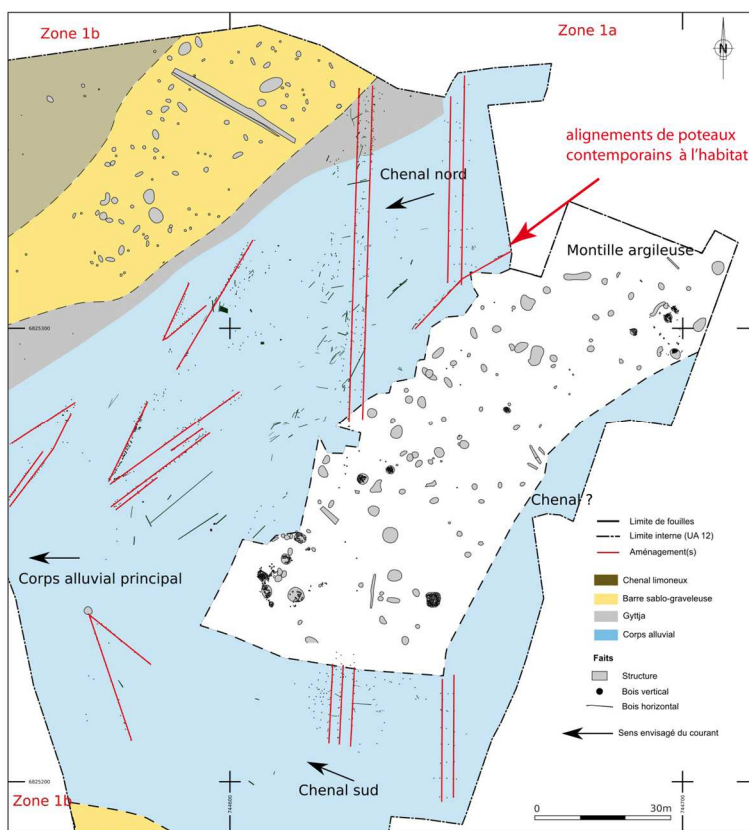 Zone 1b
Zone 1a
N
alignements de poteaux
contemporains à l'habitat
Chenal nord
Montille argileuse
6825300
Chenal ?
Limite de fouilles
Limite interne (UA 12)
Aménagement(s)
Corps alluvial principal
Chenal limoneux
Barre sablo-graveleuse
Gyttja
Corps alluvial
Faits
Structure
Bois vertical
Bois horizontal
Sens envisagé du courant
Chenal sud
6825200
Zone 1b
744600
744700
0
30m